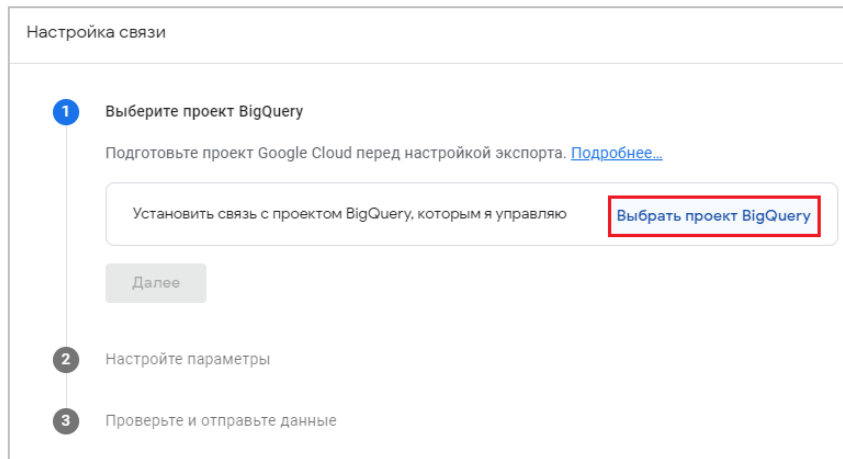 Настройка связи
1 Выберите проект BigQuery
Подготовьте проект Google Cloud перед настройкой экспорта. Подробнее...
Установить связь с проектом BigQuery, которым я управляю Выбрать проект BigQuery
Далее
2 Настройте параметры
3 Проверьте и отправьте данные